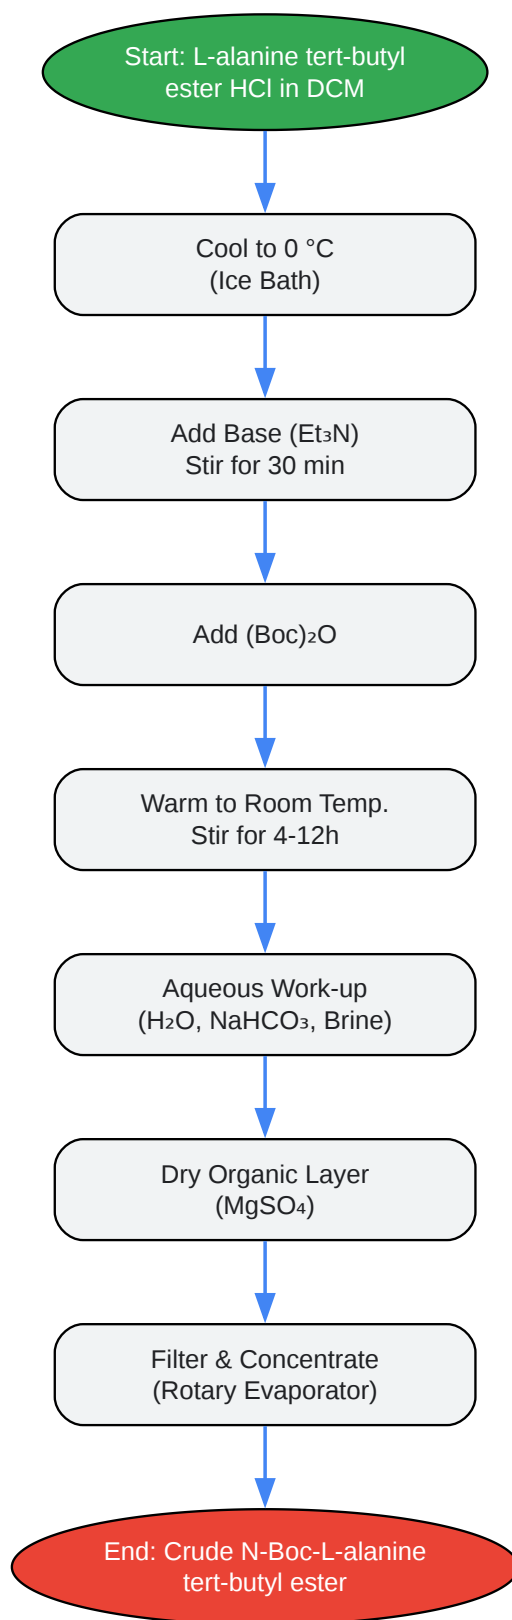 Start: L-alanine tert-butyl
ester HCl in DCM
Cool to 0 °C
(Ice Bath)
Add Base (Et₃N)
Stir for 30 min
Add (Boc)₂O
Warm to Room Temp.
Stir for 4-12h
Aqueous Work-up
(H₂O, NaHCO₃, Brine)
Dry Organic Layer
(MgSO₄)
Filter & Concentrate
(Rotary Evaporator)
End: Crude N-Boc-L-alanine
tert-butyl ester